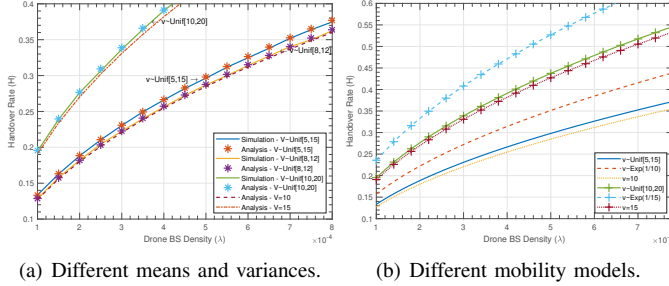 0.4
0.35
0.3
0.25
0.2
0.15
0.1
Handover Rate (H)
v~Unif[10,20]
v~Unif[5,15]
v~Unif[8,12]
Simulation - V~Unif[5,15]
Analysis - V~Unif[5,15]
Simulation - V~Unif[8,12]
Analysis - V~Unif[8,12]
Simulation - V~Unif[10,20]
Analysis - V~Unif[10,20]
Analysis - V=10
Analysis - V=15
1 2 3 4 5 6 7 8
Drone BS Density (λ) ×10⁻⁴
(a) Different means and variances.
0.6
0.55
0.5
0.45
0.4
0.35
0.3
0.25
0.2
0.15
0.1
Handover Rate (H)
v~Unif[5,15]
v~Exp(1/10)
v=10
v~Unif[10,20]
v~Exp(1/15)
v=15
1 2 3 4 5 6 7
Drone BS Density (λ) ×10
(b) Different mobility models.